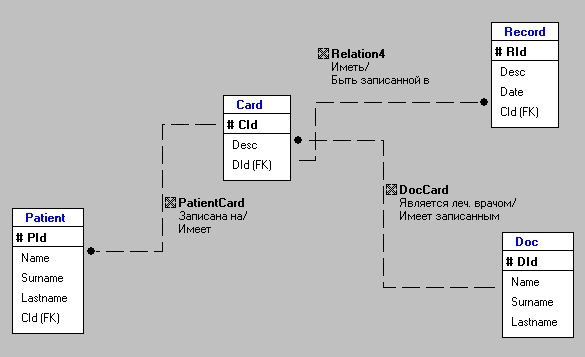 Record
# RId
Desc
Date
CId (FK)
Relation4
Иметь/
Быть записанной в
Card
# CId
Desc
DId (FK)
PatientCard
Записана на/
Имеет
DocCard
Является леч. врачом/
Имеет записанным
Patient
# PId
Name
Surname
Lastname
CId (FK)
Doc
# DId
Name
Surname
Lastname